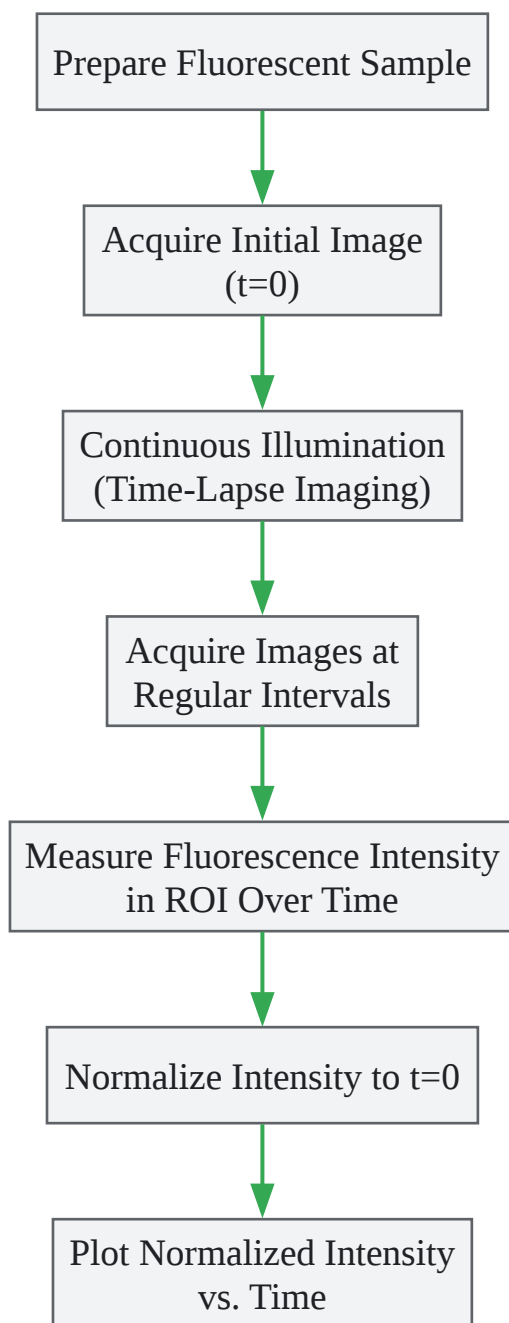 Prepare Fluorescent Sample
Acquire Initial Image
(t=0)
Continuous Illumination
(Time-Lapse Imaging)
Acquire Images at
Regular Intervals
Measure Fluorescence Intensity
in ROI Over Time
Normalize Intensity to t=0
Plot Normalized Intensity
vs. Time